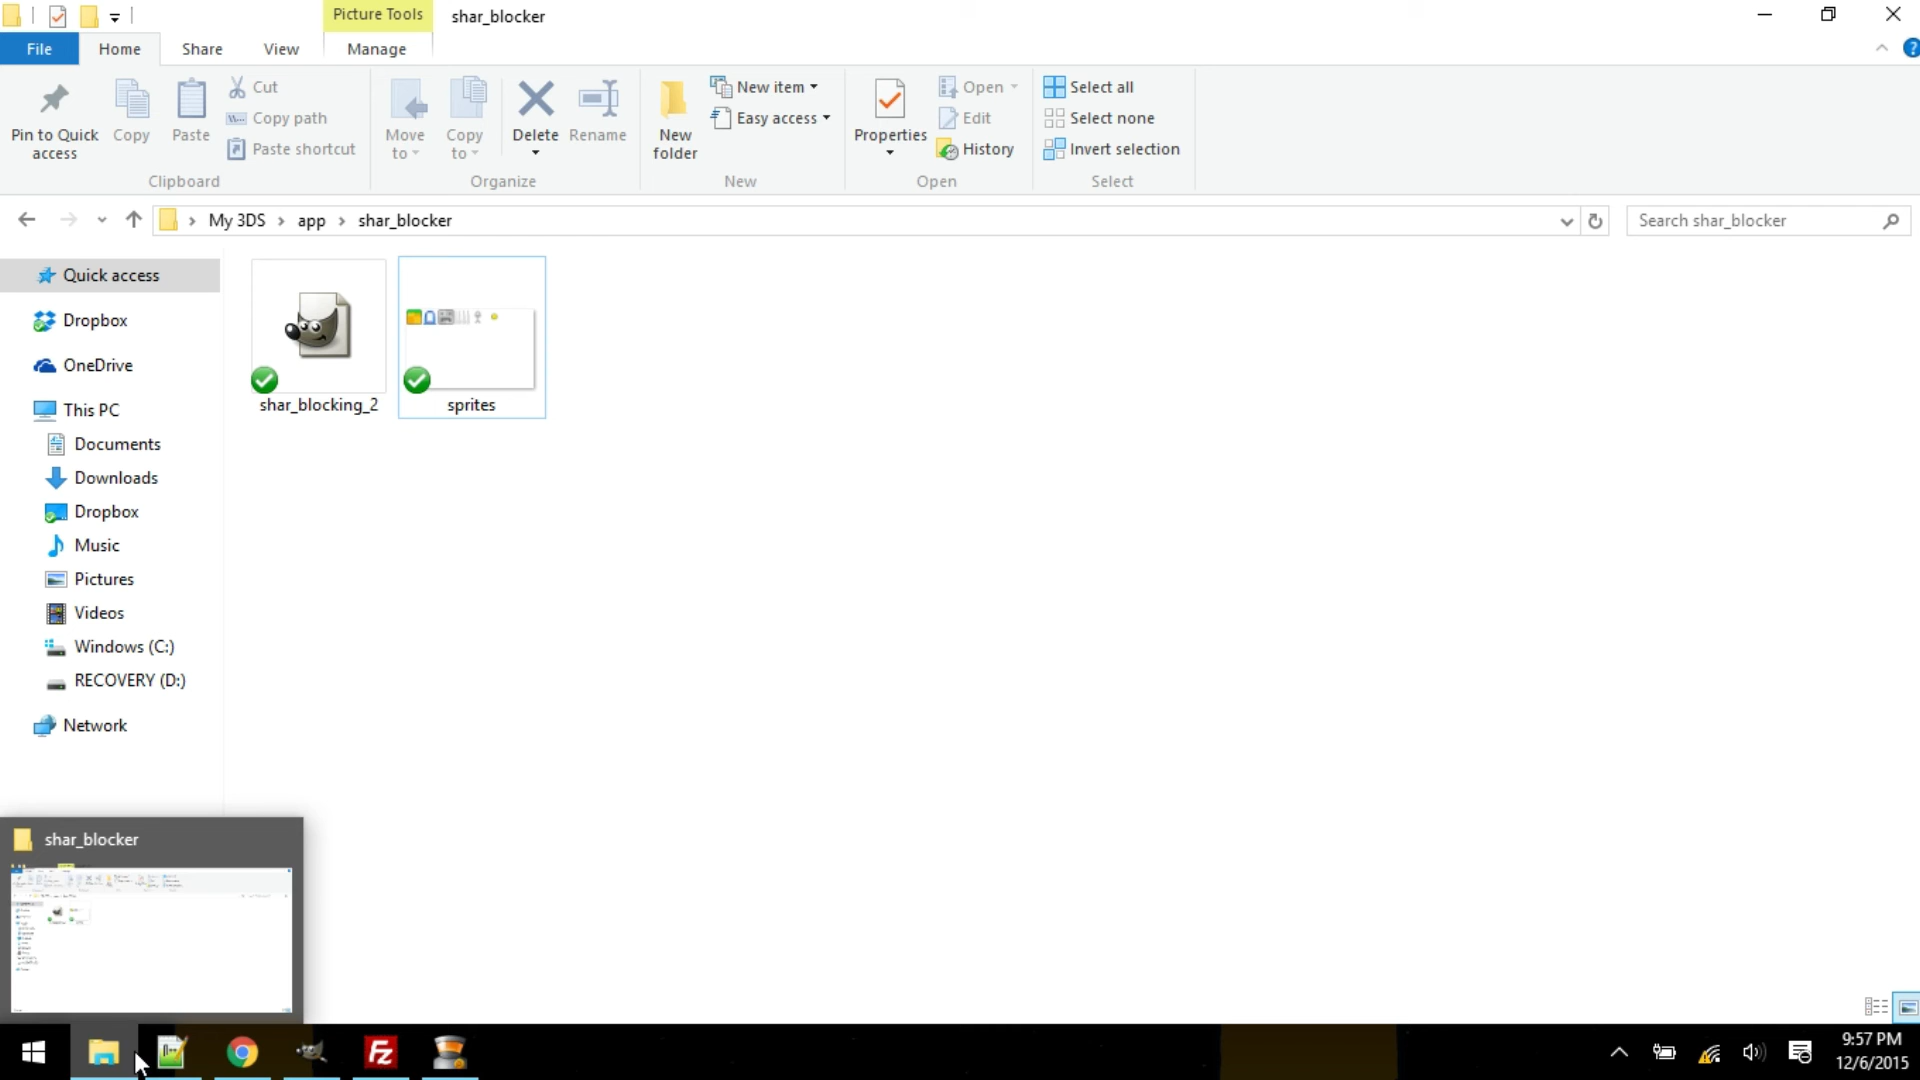 Picture Tools
shar_blocker
File
Home
Share
View
Manage
Pin to Quick
access
Copy
Paste
Cut
Copy path
Paste shortcut
Clipboard
Move
to
Copy
to
Delete
Rename
Organize
New
folder
New item
Easy access
New
Properties
Open
Edit
History
Open
Select all
Select none
Invert selection
Select
My 3DS
app
shar_blocker
Search shar_blocker
Quick access
Dropbox
OneDrive
This PC
Documents
Downloads
Dropbox
Music
Pictures
Videos
Windows (C:)
RECOVERY (D:)
Network
shar_blocking_2
sprites
shar_blocker
9:57 PM
12/6/2015